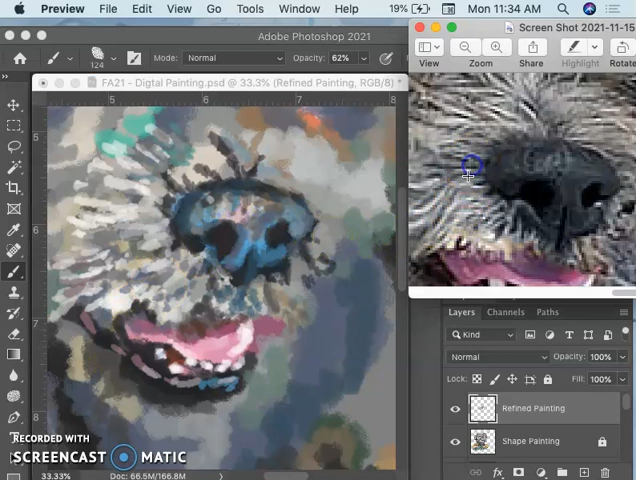 Preview File Edit View Go Tools Window 19% Mon 11:34 AM
Adobe Photoshop 2021
Screen Shot 2021-11-15
124 Mode: Normal Opacity: 62%
View Zoom Share Highlight Rotate
FA21 - Digtal Painting.psd @ 33.3% (Refined Painting, RGB/8) *
5 6 7 8
5
6
7
8
Layers Channels Paths
Kind
Normal Opacity: 100%
Lock: Fill: 100%
Refined Painting
Shape Painting
fx
RECORDED WITH
SCREENCAST MATIC
33.33% Doc: 66.5M/166.8M